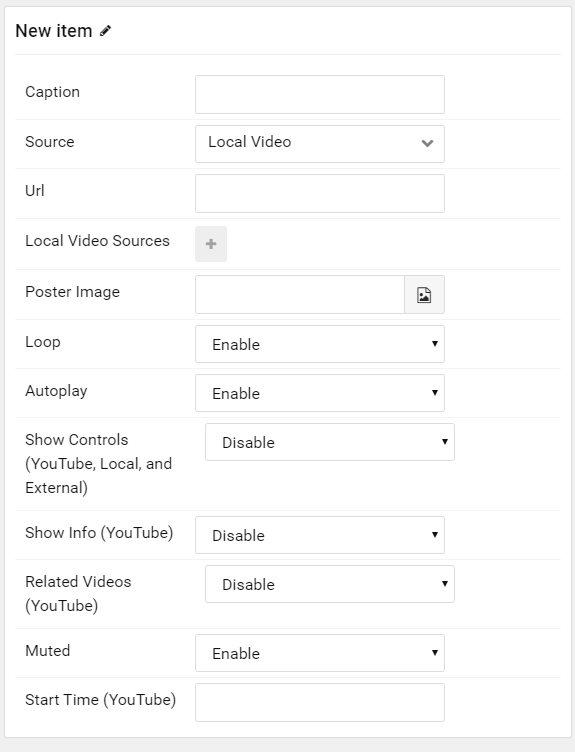 New item
Caption
Source
Local Video
Url
Local Video Sources
Poster Image
Loop
Enable
Autoplay
Enable
Show Controls
(YouTube, Local, and
External)
Disable
Show Info (YouTube)
Disable
Related Videos
(YouTube)
Disable
Muted
Enable
Start Time (YouTube)